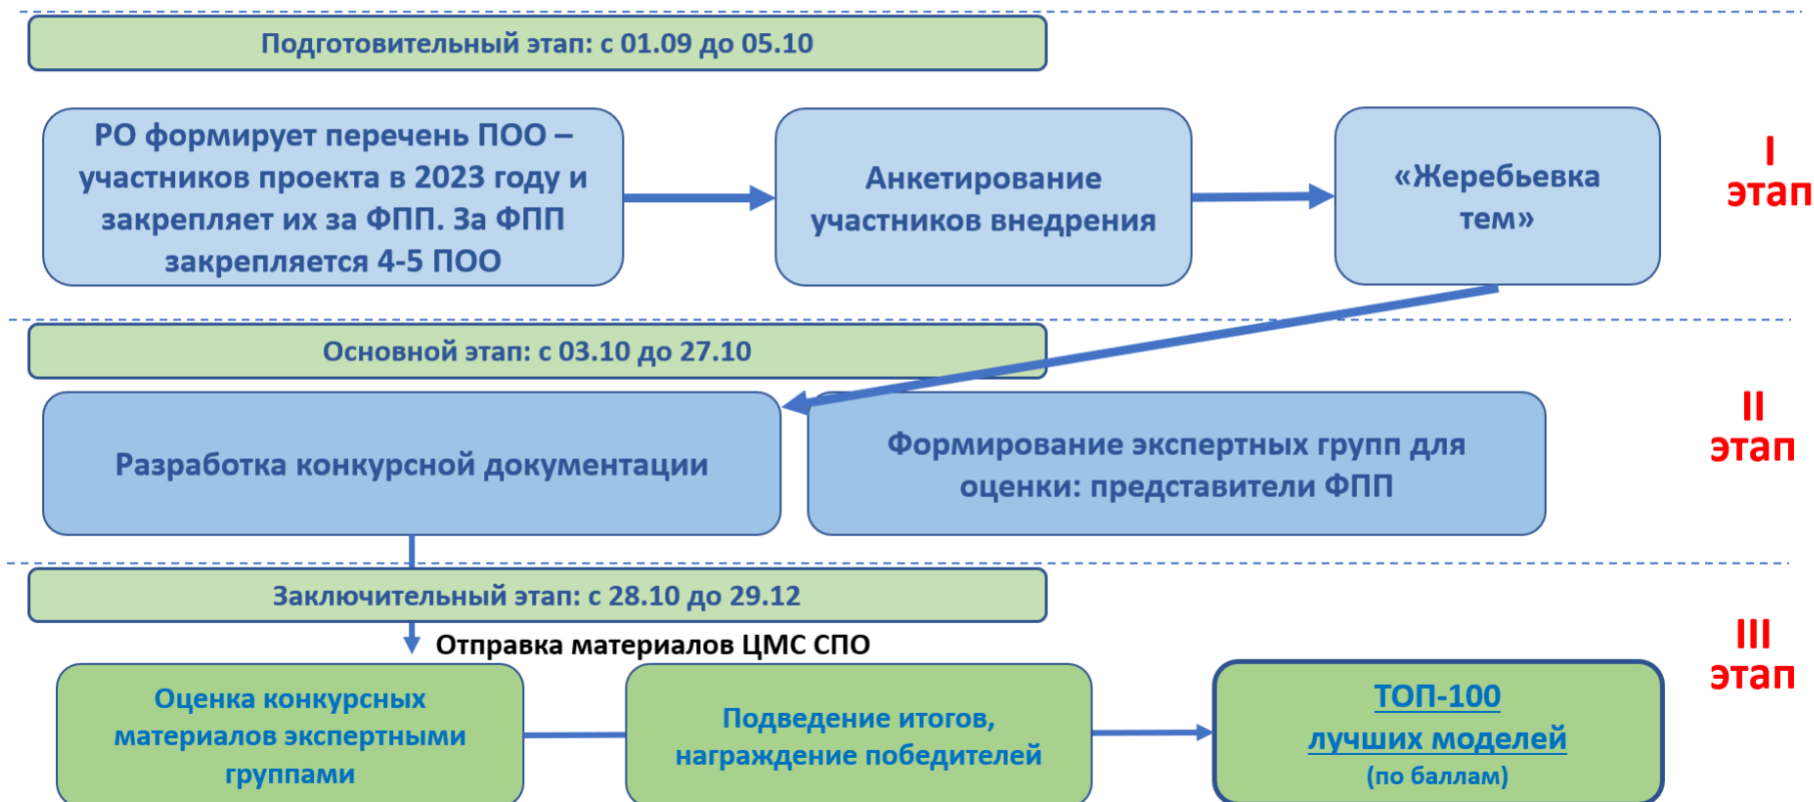 Подготовительный этап: с 01.09 до 05.10
РО формирует перечень ПОО –
участников проекта в 2023 году и
закрепляет их за ФПП. За ФПП
закрепляется 4-5 ПОО
Анкетирование
участников внедрения
«Жеребьевка
тем»
I
этап
Основной этап: с 03.10 до 27.10
Разработка конкурсной документации
Формирование экспертных групп для
оценки: представители ФПП
II
этап
Заключительный этап: с 28.10 до 29.12
Отправка материалов ЦМС СПО
Оценка конкурсных
материалов экспертными
группами
Подведение итогов,
награждение победителей
ТОП-100
лучших моделей
(по баллам)
III
этап